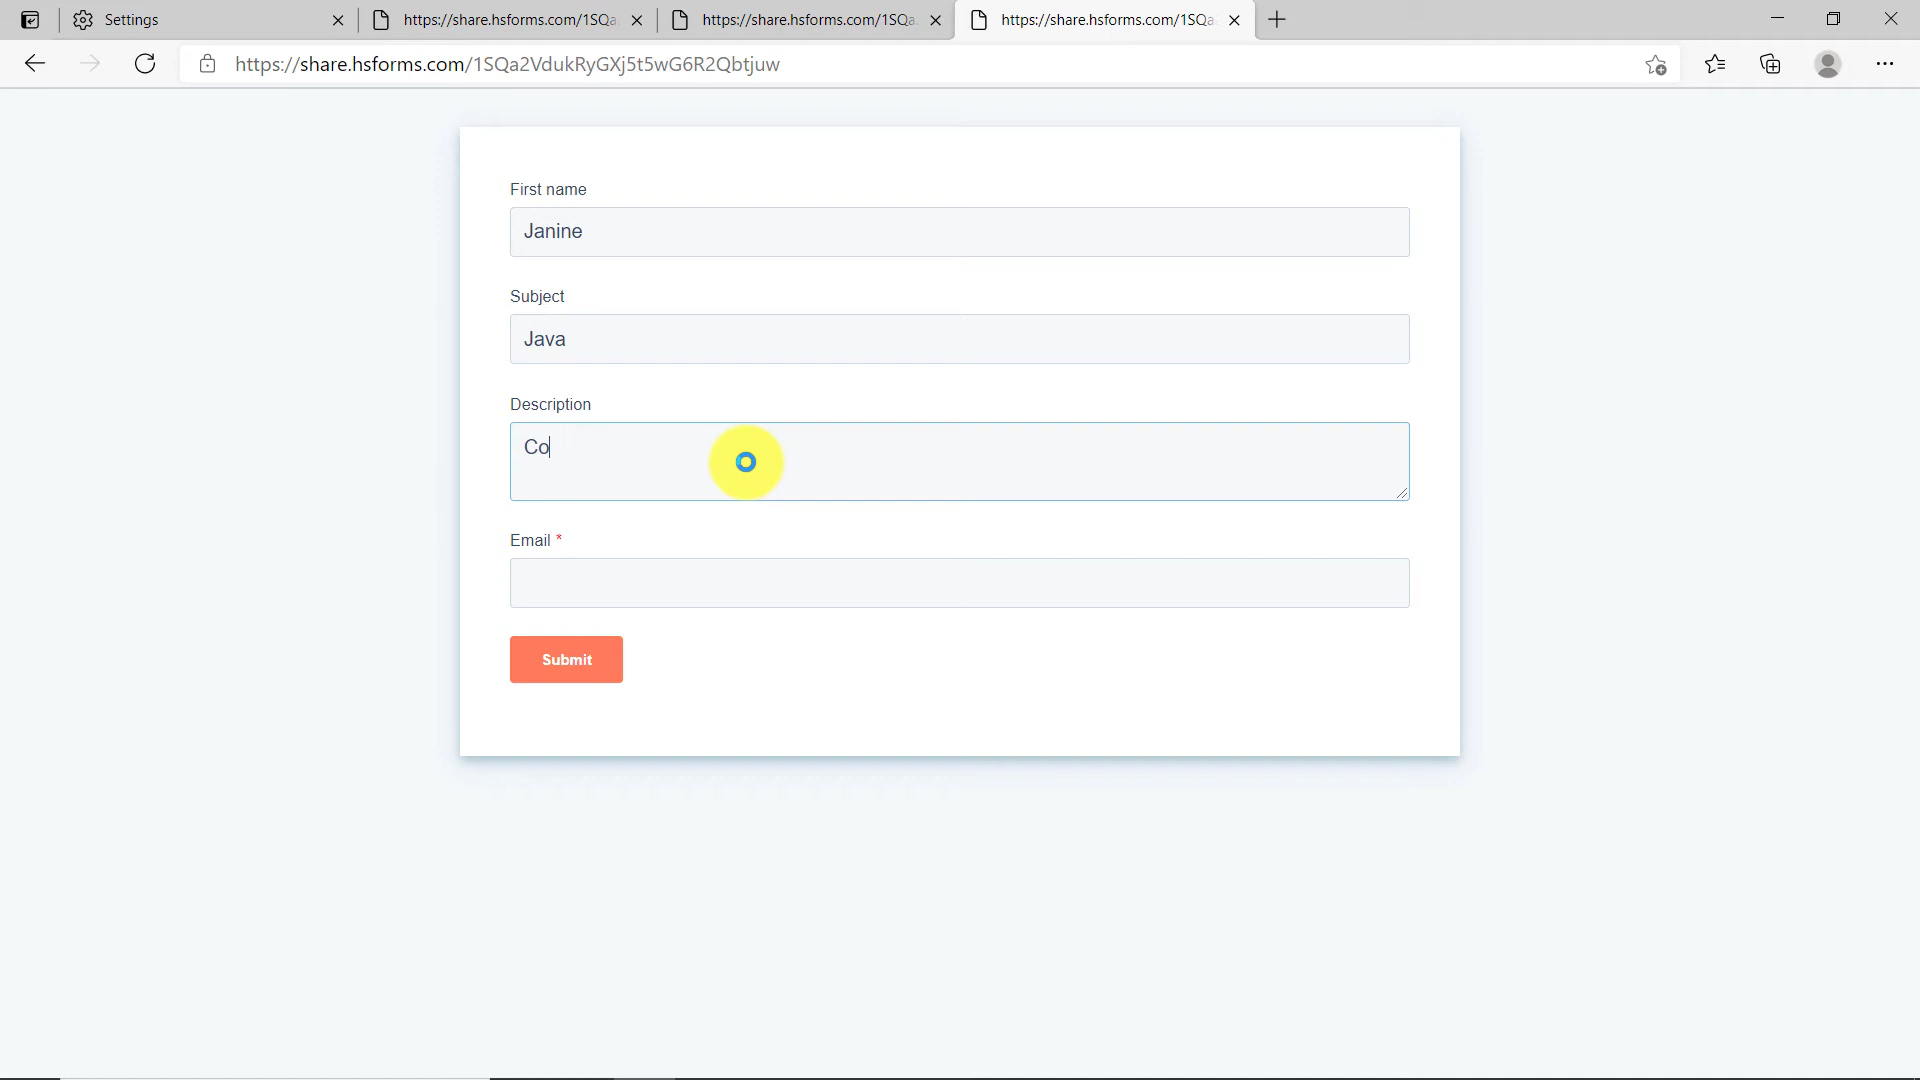 Settings https://share.hsforms.com/1SQa https://share.hsforms.com/1SQa https://share.hsforms.com/1SQa
https://share.hsforms.com/1SQa2VdukRyGXj5t5wG6R2Qbtjuw
First name
Janine
Subject
Java
Description
Co
Email *
Submit